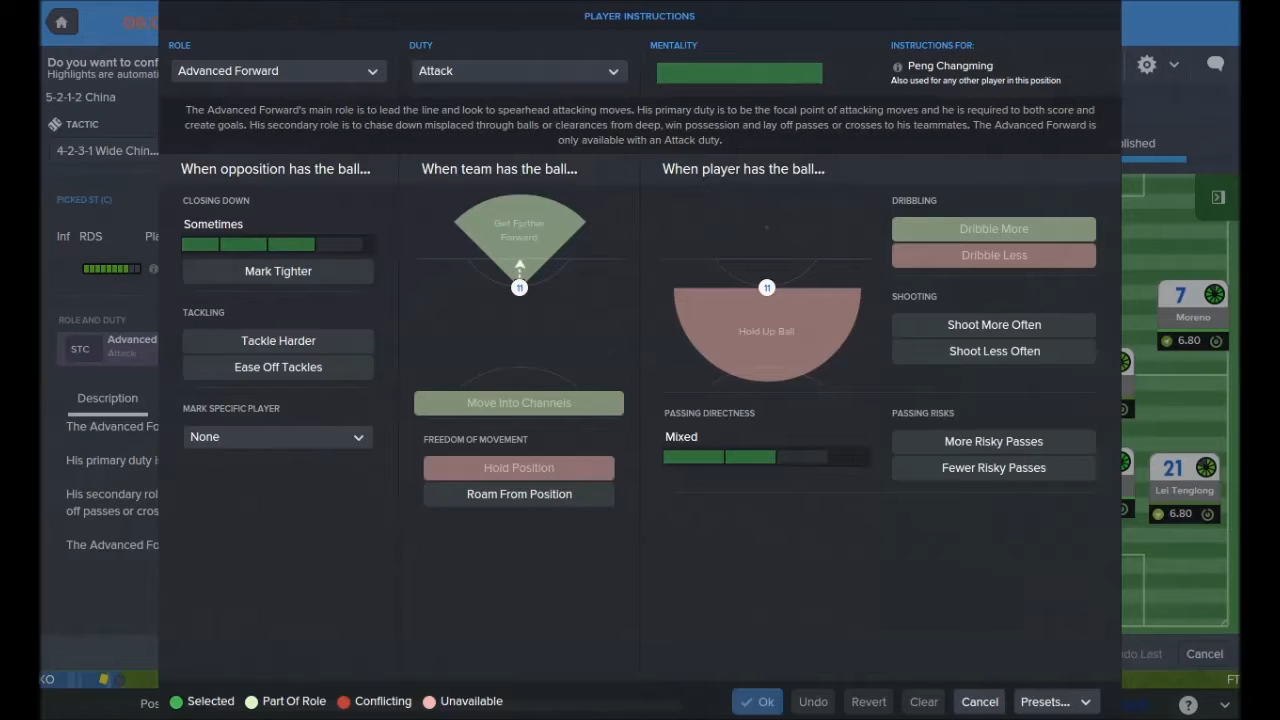 PLAYER INSTRUCTIONS
ROLE
Advanced Forward
DUTY
Attack
MENTALITY
INSTRUCTIONS FOR:
Peng Changming
Also used for any other player in this position
The Advanced Forward's main role is to lead the line and look to spearhead attacking moves. His primary duty is to be the focal point of attacking moves and he is required to both score and
create goals. His secondary role is to chase down misplaced through balls or clearances from deep, win possession and lay off passes or crosses to his teammates. The Advanced Forward is
only available with an Attack duty.
When opposition has the ball...
CLOSING DOWN
Sometimes
Mark Tighter
TACKLING
Tackle Harder
Ease Off Tackles
MARK SPECIFIC PLAYER
None
When team has the ball...
Get Further
Forward
11
Move Into Channels
FREEDOM OF MOVEMENT
Hold Position
Roam From Position
When player has the ball...
11
Hold Up Ball
PASSING DIRECTNESS
Mixed
DRIBBLING
Dribble More
Dribble Less
SHOOTING
Shoot More Often
Shoot Less Often
PASSING RISKS
More Risky Passes
Fewer Risky Passes
Selected
Part Of Role
Conflicting
Unavailable
Ok
Undo
Revert
Clear
Cancel
Presets...
Do you want to conf
Highlights are automati
5-2-1-2 China
TACTIC
4-2-3-1 Wide Chin...
PICKED ST (C)
Inf RDS Pla
ROLE AND DUTY
STC
Advanced
Attack
Description
The Advanced Fo
His primary duty i
His secondary rol
off passes or cros
The Advanced Fo
KO
Pos
blished
7
Moreno
6.80
21
Lei Tenglong
6.80
do Last
Cancel
FT
?